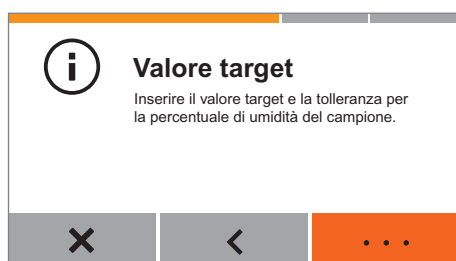 Valore target
Inserire il valore target e la tolleranza per
la percentuale di umidità del campione.